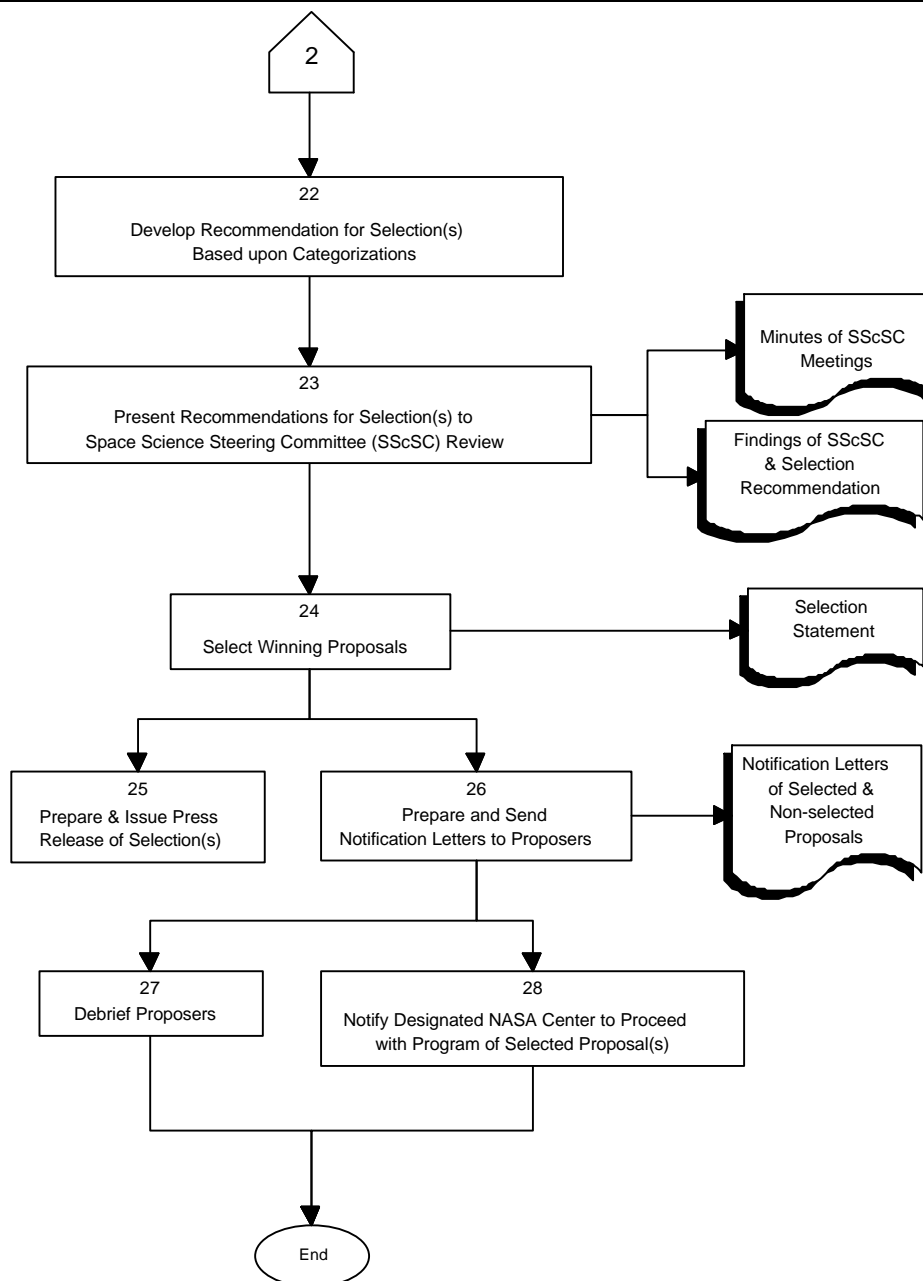 2
22
Develop Recommendation for Selection(s)
Based upon Categorizations
23
Present Recommendations for Selection(s) to
Space Science Steering Committee (SScSC) Review
Minutes of SScSC
Meetings
Findings of SScSC
& Selection
Recommendation
24
Select Winning Proposals
Selection
Statement
25
Prepare & Issue Press
Release of Selection(s)
26
Prepare and Send
Notification Letters to Proposers
Notification Letters
of Selected &
Non-selected
Proposals
27
Debrief Proposers
28
Notify Designated NASA Center to Proceed
with Program of Selected Proposal(s)
End